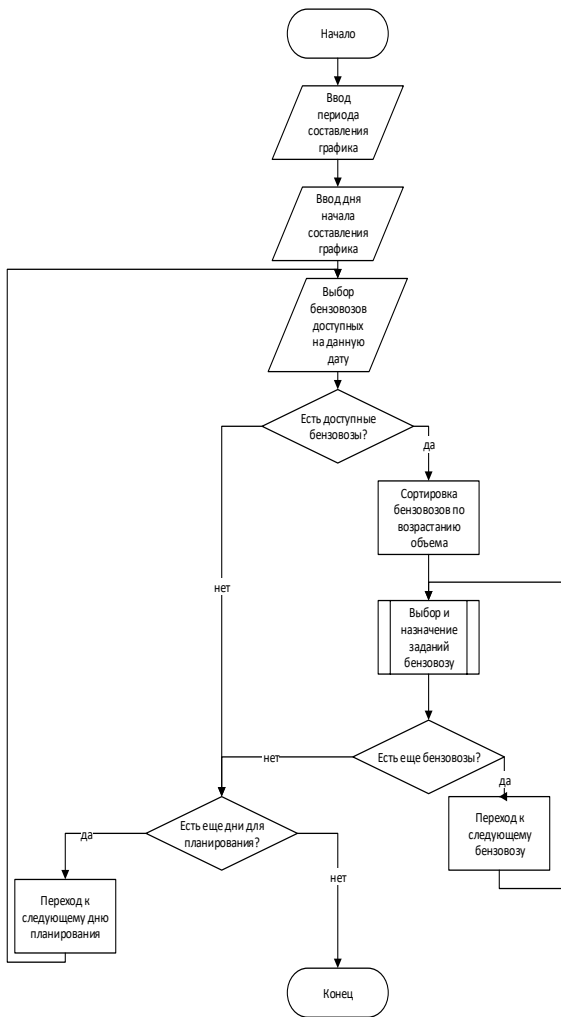 Начало
Ввод
периода
составления
графика
Ввод дня
начала
составления
графика
Выбор
бензовозов
доступных
на данную
дату
Есть доступные
бензовозы?
да
Сортировка
бензовозов по
возрастанию
объема
нет
Выбор и
назначение
заданий
бензовозу
Есть еще бензовозы?
нет
да
Переход к
следующему
бензовозу
Есть еще дни для
планирования?
да
нет
Переход к
следующему дню
планирования
Конец